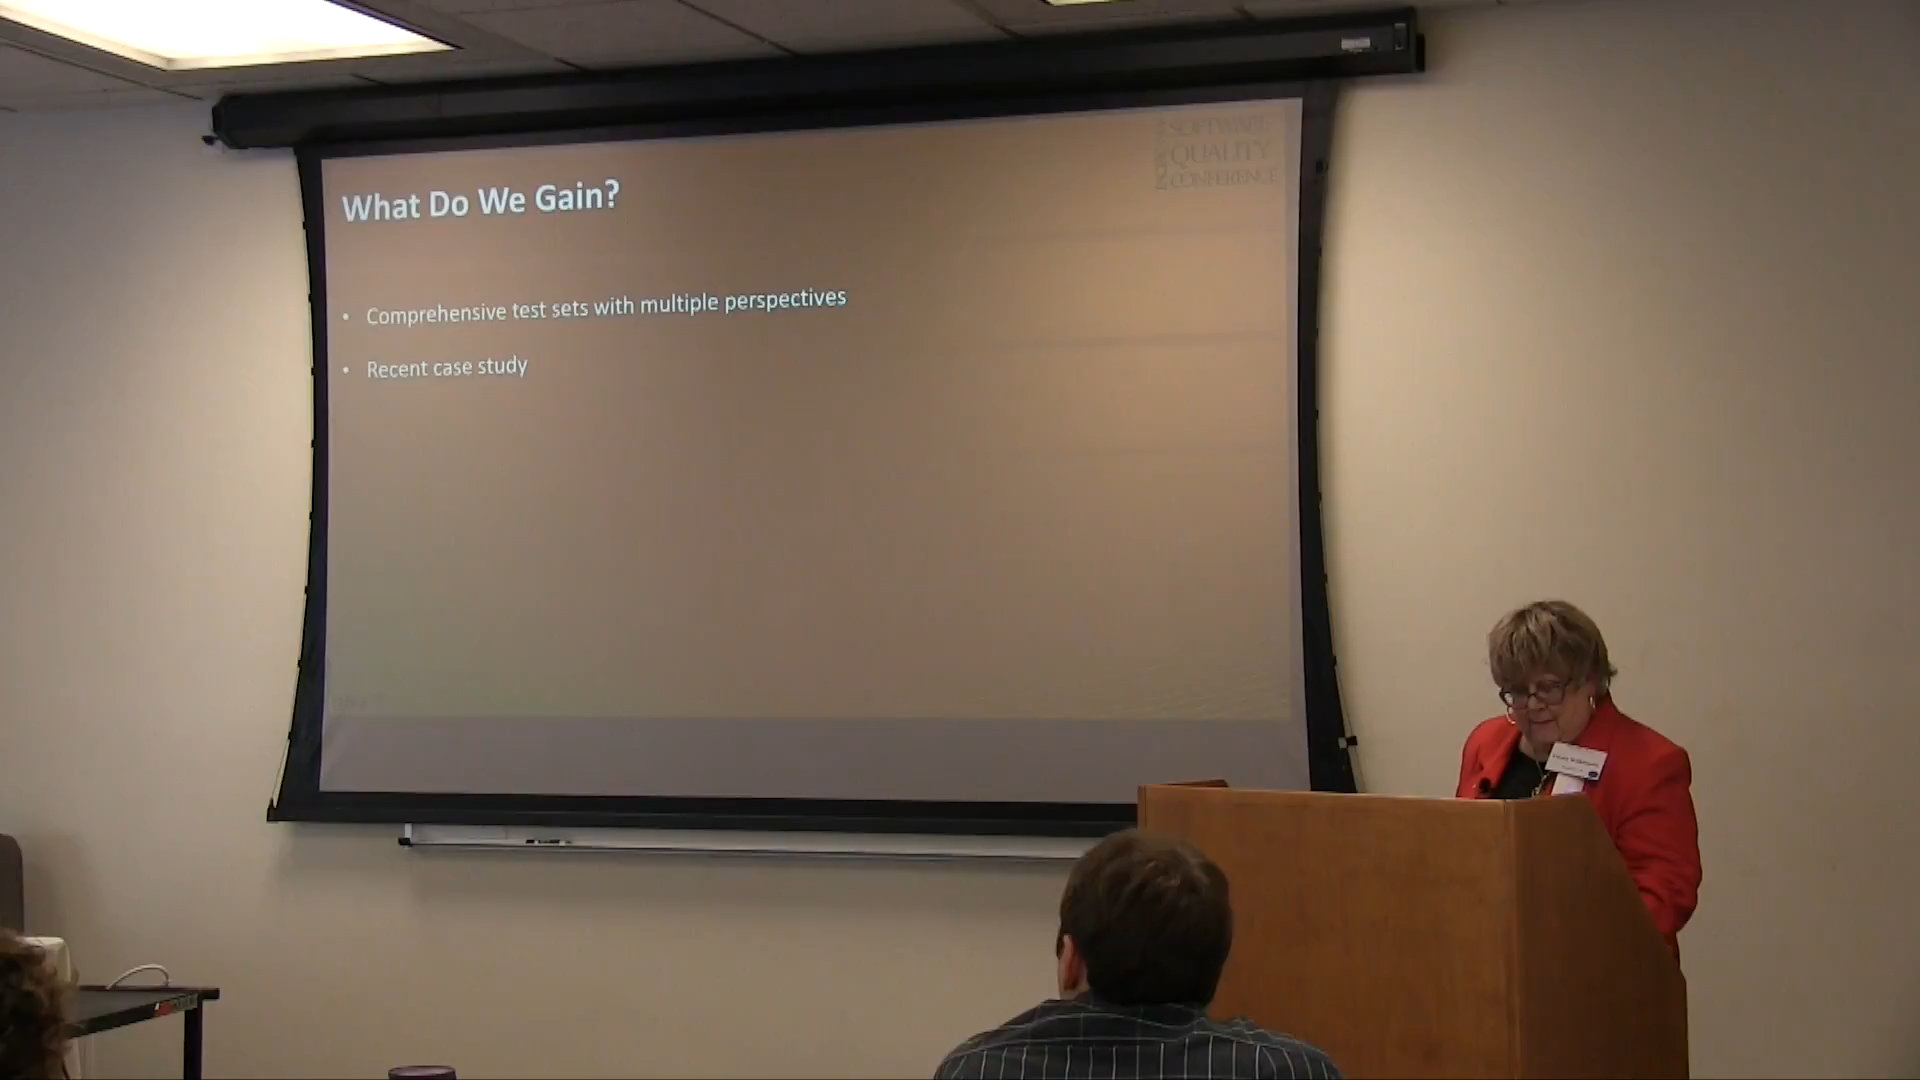 What Do We Gain?
• Comprehensive test sets with multiple perspectives
• Recent case study
SOFTWARE
QUALITY
CONFERENCE